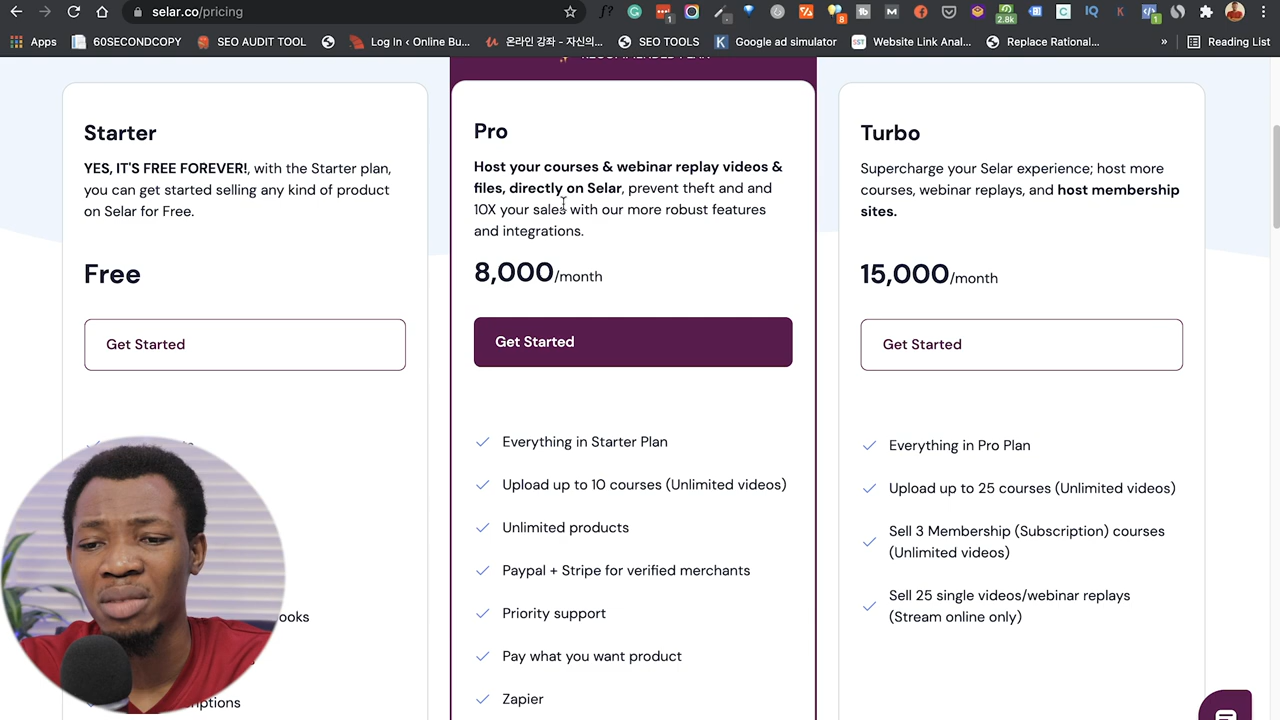 selar.co/pricing
Apps
60SECONDCOPY
SEO AUDIT TOOL
Log In ‹ Online Bu...
온라인 강좌 - 자신의...
SEO TOOLS
Google ad simulator
Website Link Anal...
Replace Rational...
»
Reading List
Starter
YES, IT'S FREE FOREVER!, with the Starter plan,
you can get started selling any kind of product
on Selar for Free.
Free
Get Started
ooks
riptions
RECOMMENDED PLAN
Pro
Host your courses & webinar replay videos &
files, directly on Selar, prevent theft and and
10X your sales with our more robust features
and integrations.
8,000/month
Get Started
Everything in Starter Plan
Upload up to 10 courses (Unlimited videos)
Unlimited products
Paypal + Stripe for verified merchants
Priority support
Pay what you want product
Zapier
Turbo
Supercharge your Selar experience; host more
courses, webinar replays, and host membership
sites.
15,000/month
Get Started
Everything in Pro Plan
Upload up to 25 courses (Unlimited videos)
Sell 3 Membership (Subscription) courses
(Unlimited videos)
Sell 25 single videos/webinar replays
(Stream online only)